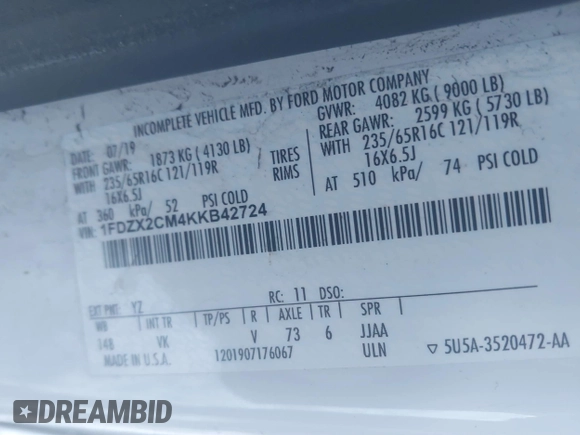 INCOMPLETE VEHICLE MFD. BY FORD MOTOR COMPANY
DATE: 07/19 GVWR: 4082 KG ( 9000 LB)
FRONT GAWR: 1873 KG ( 4130 LB) REAR GAWR: 2599 KG ( 5730 LB)
WITH 235/65R16C 121/119R TIRES WITH 235/65R16C 121/119R
16X6.5J RIMS 16X6.5J
AT 360 kPa/ 52 PSI COLD AT 510 kPa/ 74 PSI COLD
VIN: 1FDZX2CM4KKB42724
EXT PNT: YZ RC: 11 DSO:
WB INT TR TP/PS R AXLE TR SPR
148 VK V 73 6 JJAA
MADE IN U.S.A. 1201907176067 ULN ▽ 5U5A-3520472-AA
DREAMBID